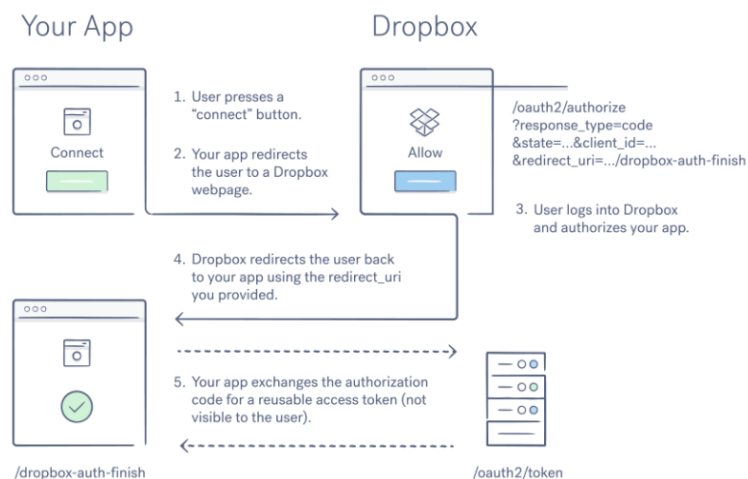 Your App
Dropbox
Connect
1. User presses a
"connect" button.
2. Your app redirects
the user to a Dropbox
webpage.
Allow
/oauth2/authorize
?response_type=code
&state=...&client_id=...
&redirect_uri=.../dropbox-auth-finish
3. User logs into Dropbox
and authorizes your app.
4. Dropbox redirects the user back
to your app using the redirect_uri
you provided.
5. Your app exchanges the authorization
code for a reusable access token (not
visible to the user).
/dropbox-auth-finish
/oauth2/token